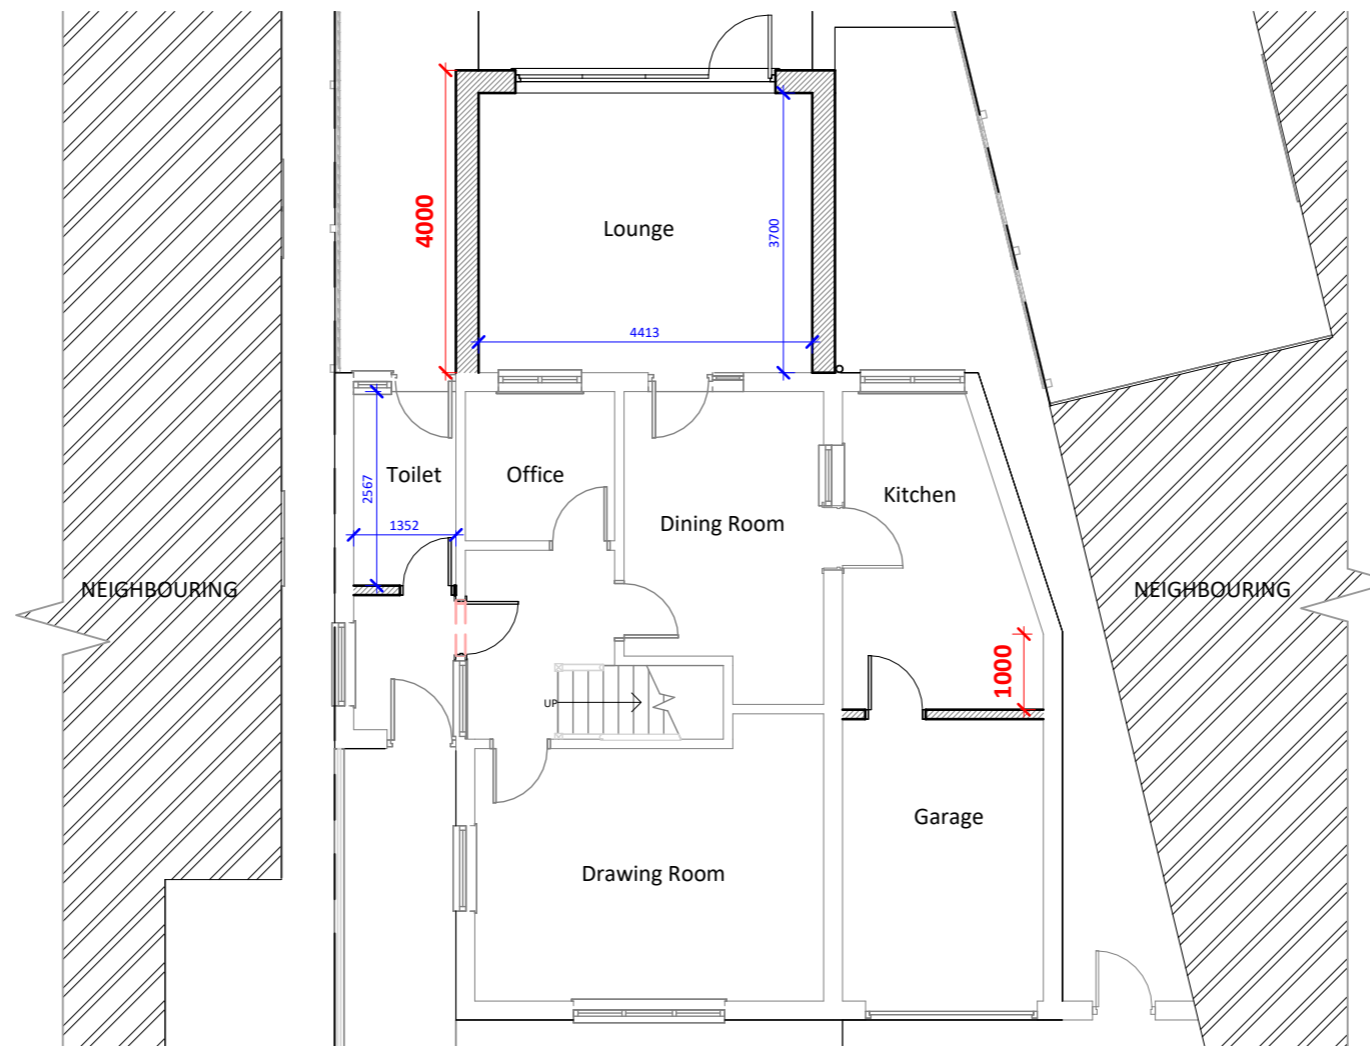 4000
Lounge
3700
4413
Toilet
Office
2567
1352
Dining Room
Kitchen
NEIGHBOURING
NEIGHBOURING
1000
UP
Garage
Drawing Room